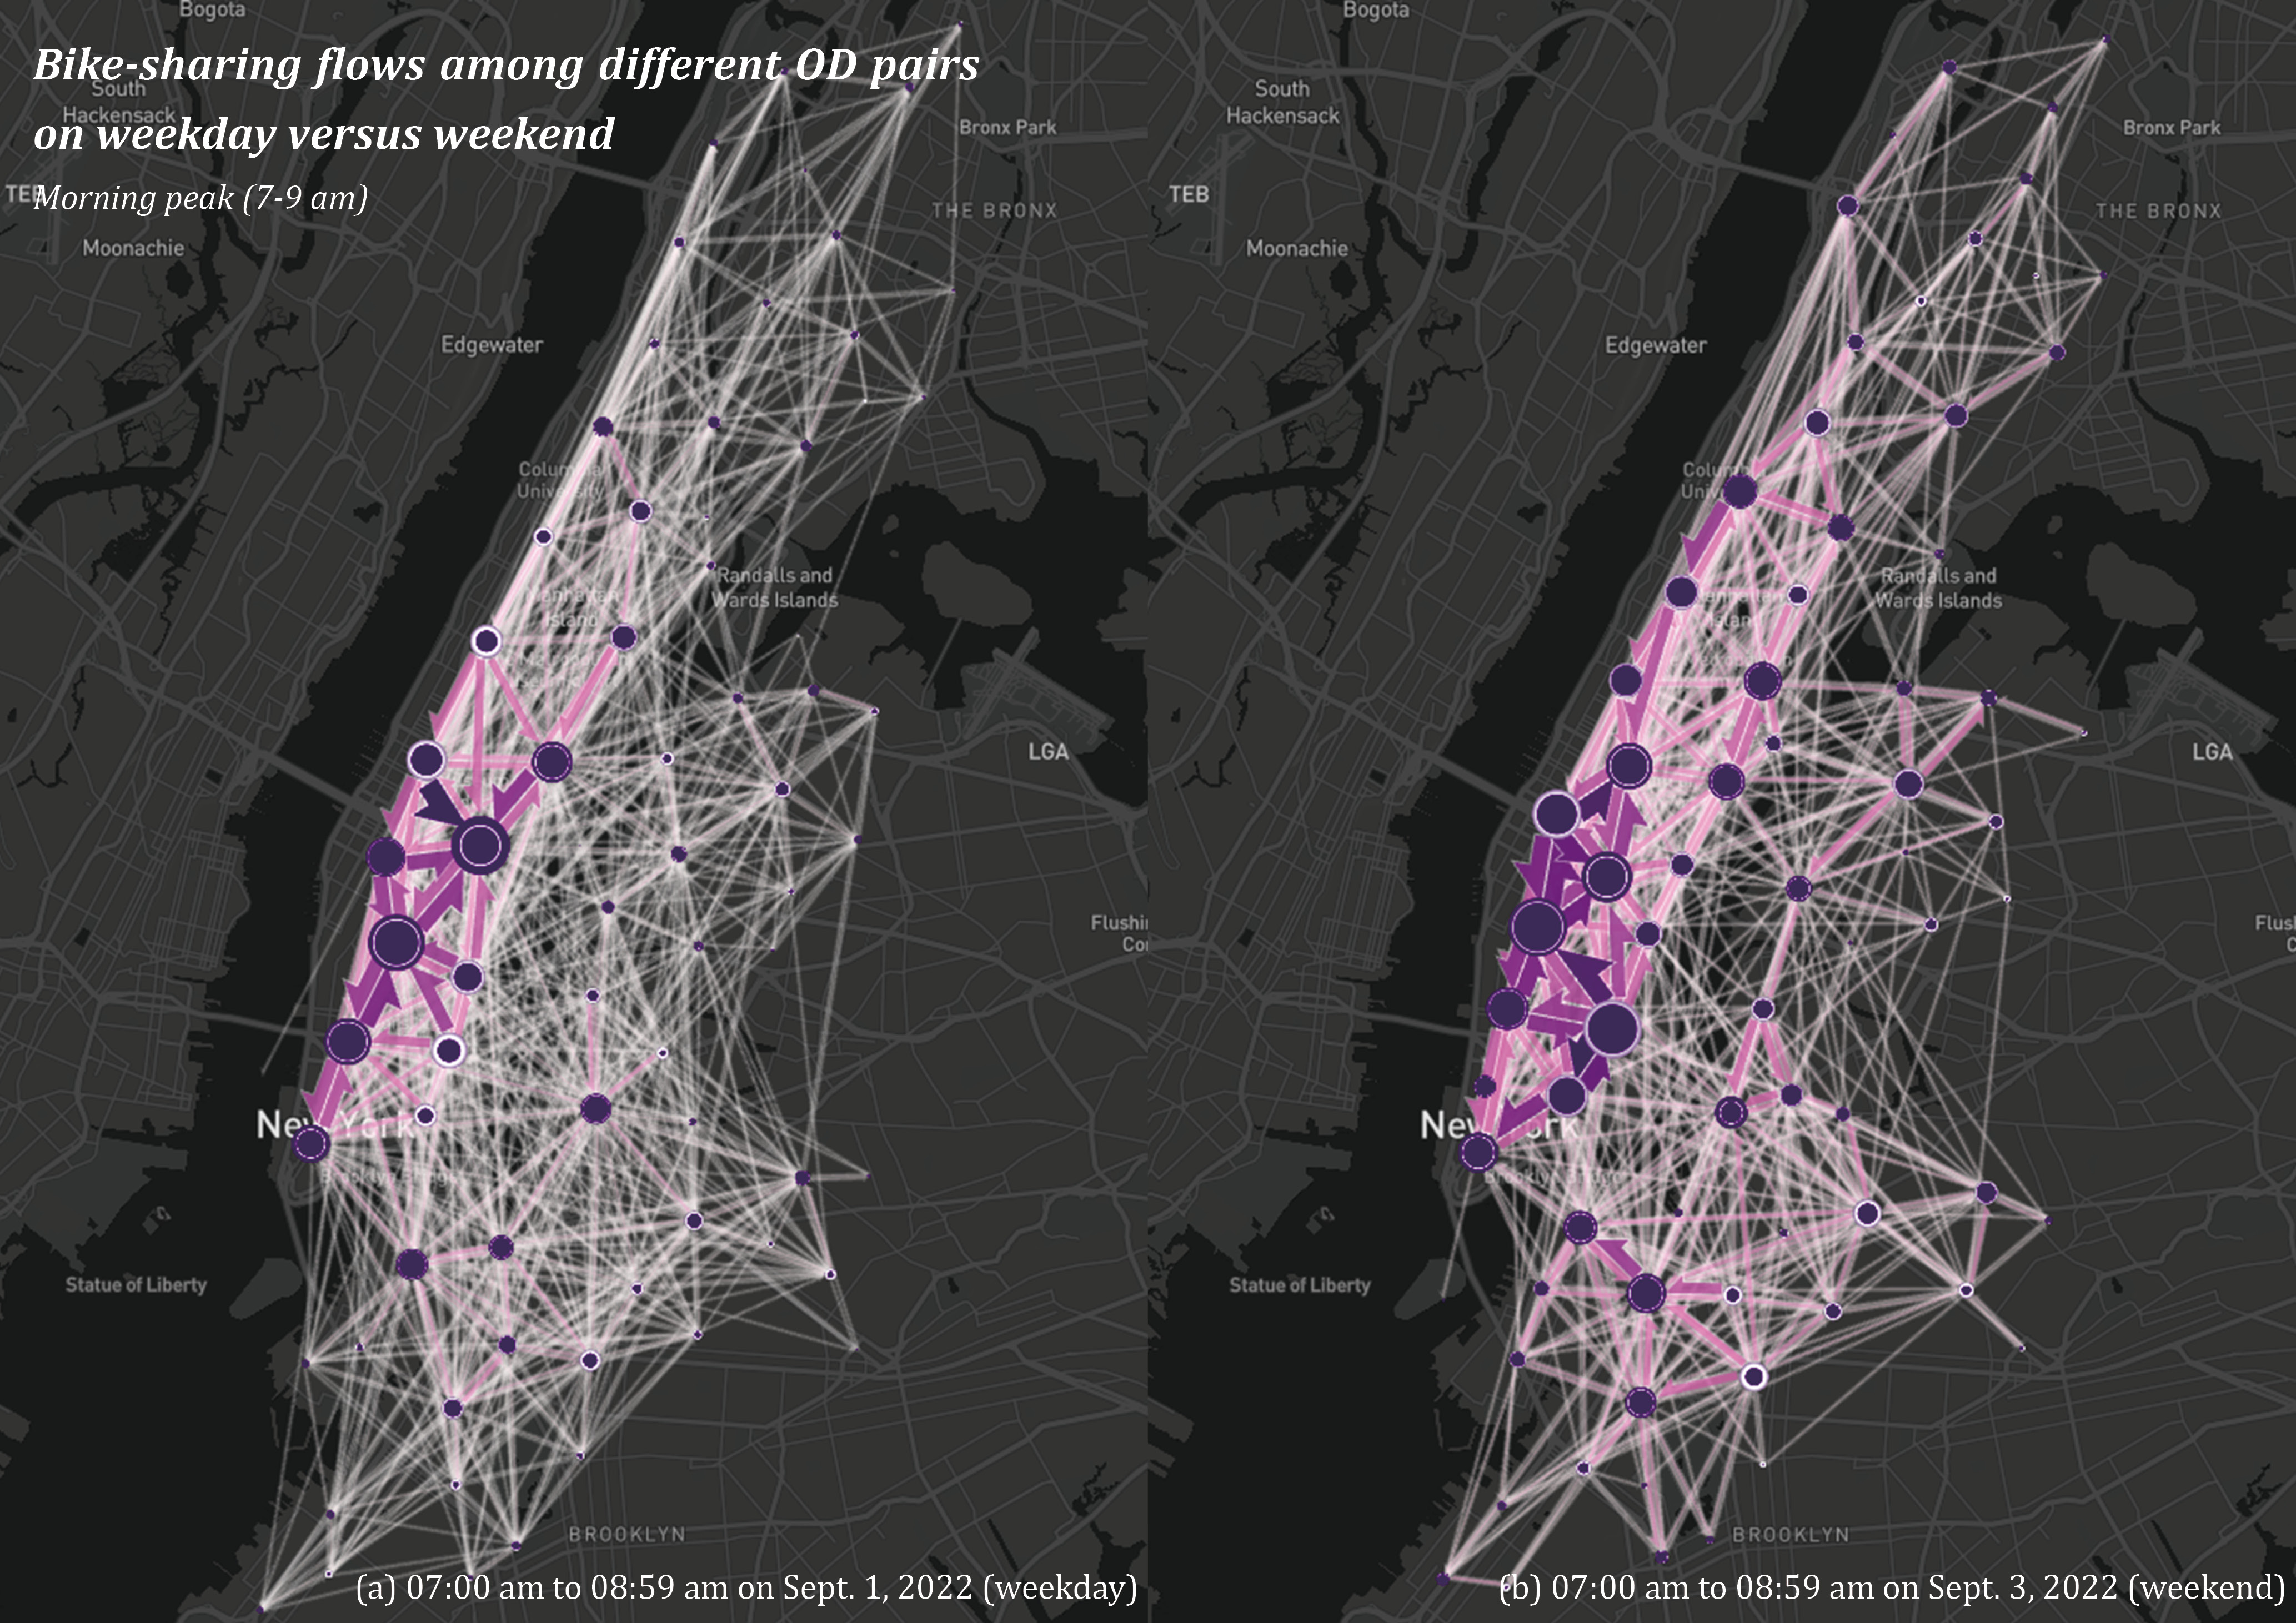 Bogota
Bike-sharing flows among different OD pairs
South
Hackensack
on weekday versus weekend
Morning peak (7-9 am)
TEB
Moonachie
Bronx Park
THE BRONX
Edgewater
Columbia
University
Manhattan
Island
Randalls and
Wards Islands
LGA
New York
Statue of Liberty
BROOKLYN
(a) 07:00 am to 08:59 am on Sept. 1, 2022 (weekday)
Bogota
South
Hackensack
TEB
Moonachie
Bronx Park
THE BRONX
Edgewater
Randalls and
Wards Islands
LGA
New York
Statue of Liberty
BROOKLYN
(b) 07:00 am to 08:59 am on Sept. 3, 2022 (weekend)